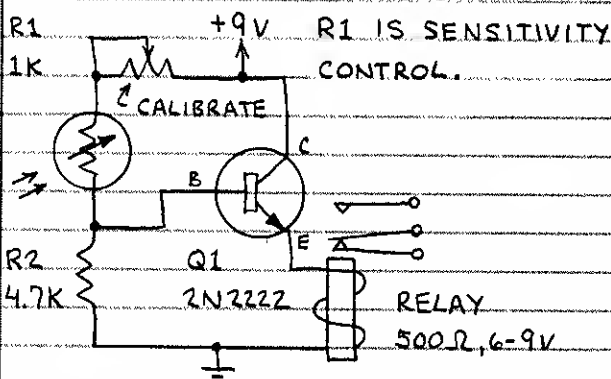 R1
1K
+9V
R1 IS SENSITIVITY
CONTROL.
CALIBRATE
C
B
E
R2
4.7K
Q1
2N2222
RELAY
500Ω, 6-9V